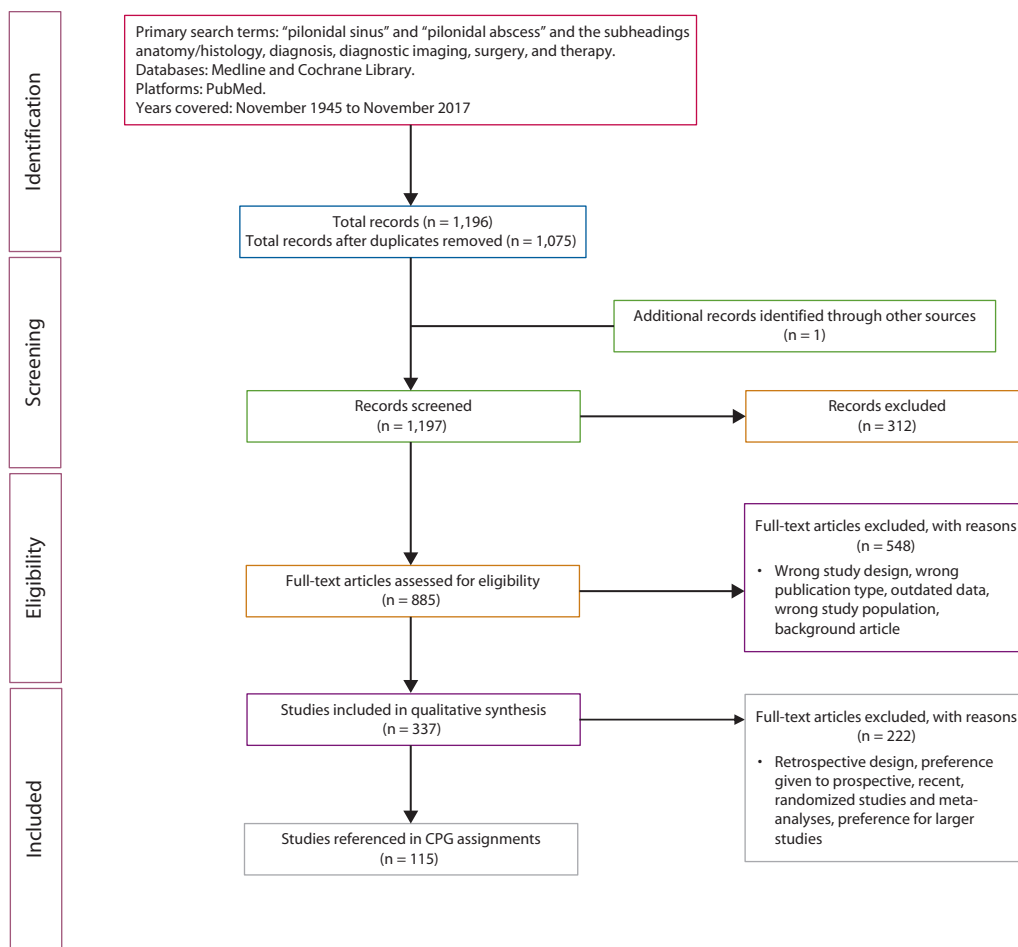 Identification
Primary search terms: “pilonidal sinus” and “pilonidal abscess” and the subheadings
anatomy/histology, diagnosis, diagnostic imaging, surgery, and therapy.
Databases: Medline and Cochrane Library.
Platforms: PubMed.
Years covered: November 1945 to November 2017
Total records (n = 1,196)
Total records after duplicates removed (n = 1,075)
Screening
Additional records identified through other sources
(n = 1)
Records screened
(n = 1,197)
Records excluded
(n = 312)
Eligibility
Full-text articles assessed for eligibility
(n = 885)
Full-text articles excluded, with reasons
(n = 548)
• Wrong study design, wrong
publication type, outdated data,
wrong study population,
background article
Included
Studies included in qualitative synthesis
(n = 337)
Full-text articles excluded, with reasons
(n = 222)
• Retrospective design, preference
given to prospective, recent,
randomized studies and meta-
analyses, preference for larger
studies
Studies referenced in CPG assignments
(n = 115)